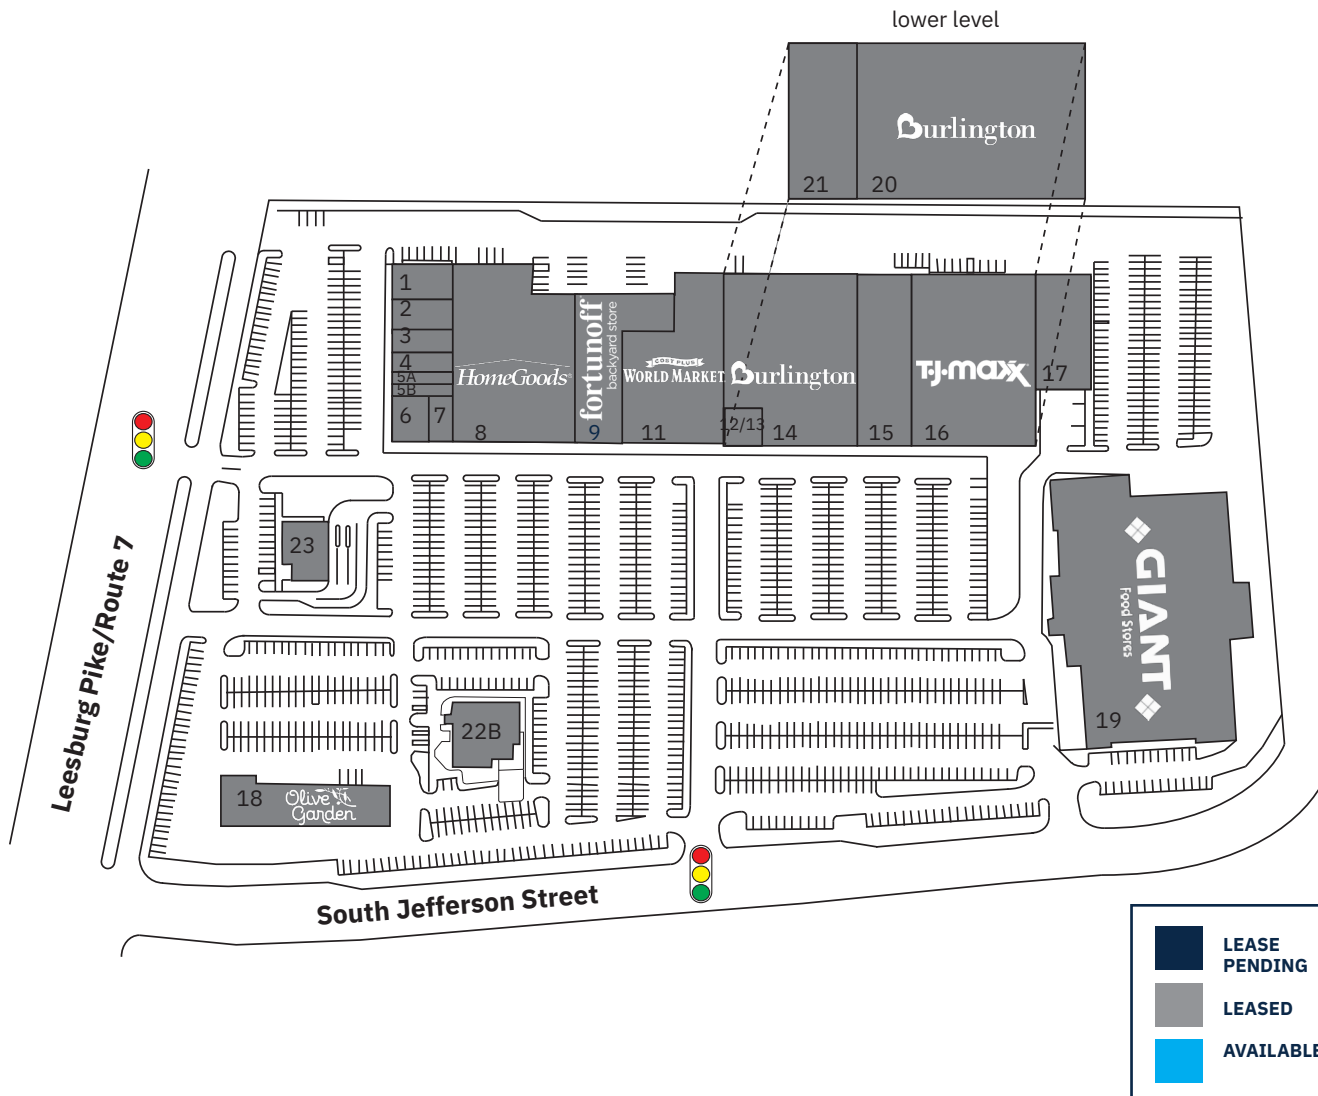 lower level
Burlington
21
20
1
2
3
4
5A
5B
6
7
HomeGoods
8
fortunoff
backyard store
9
COST PLUS
WORLD MARKET
11
Burlington
12/13
14
15
T·J·maxx
16
17
23
Leesburg Pike/Route 7
GIANT
Food Stores
19
22B
18
Olive
Garden
South Jefferson Street
LEASE
PENDING
LEASED
AVAILABLE